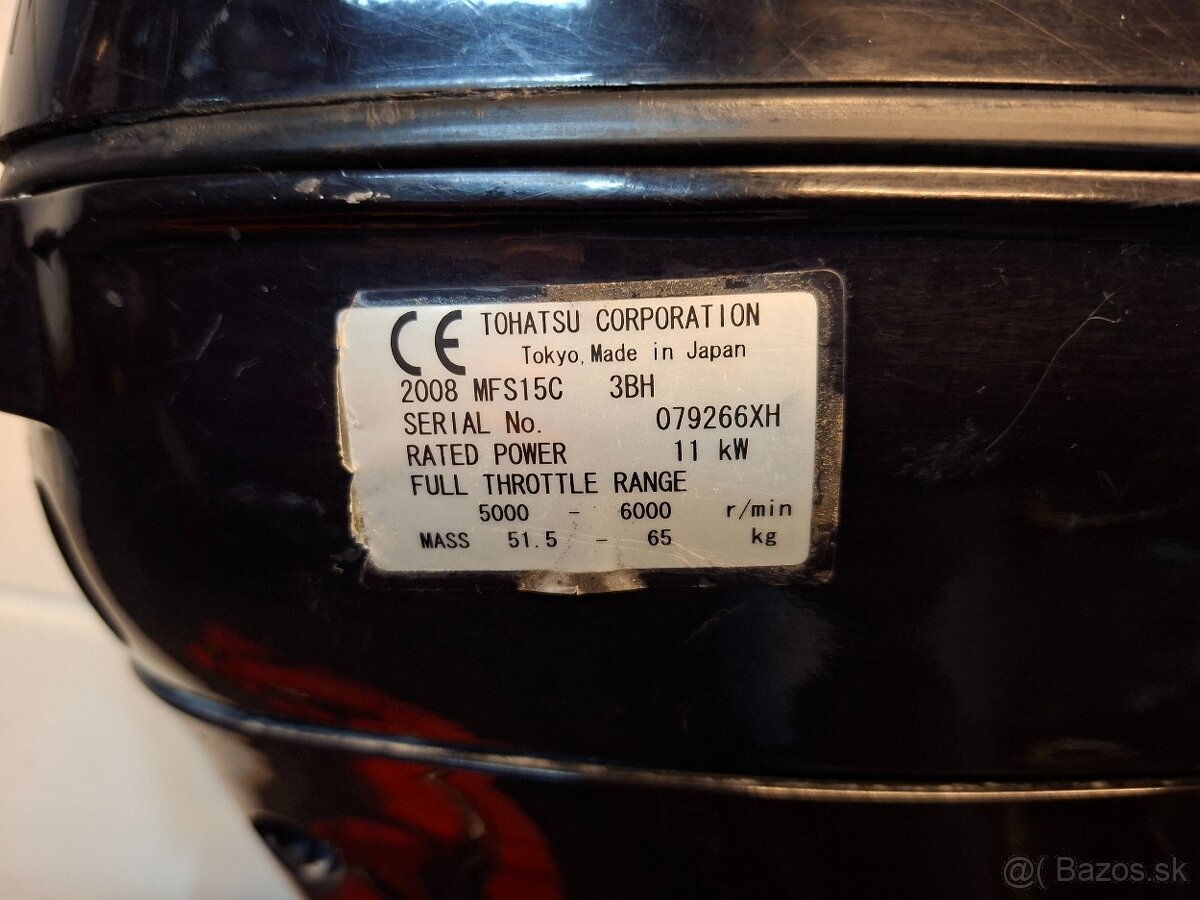 CE TOHATSU CORPORATION
Tokyo, Made in Japan
2008 MFS15C 3BH
SERIAL No. 079266XH
RATED POWER 11 kW
FULL THROTTLE RANGE
5000 - 6000 r/min
MASS 51.5 - 65 kg
@( Bazos.sk